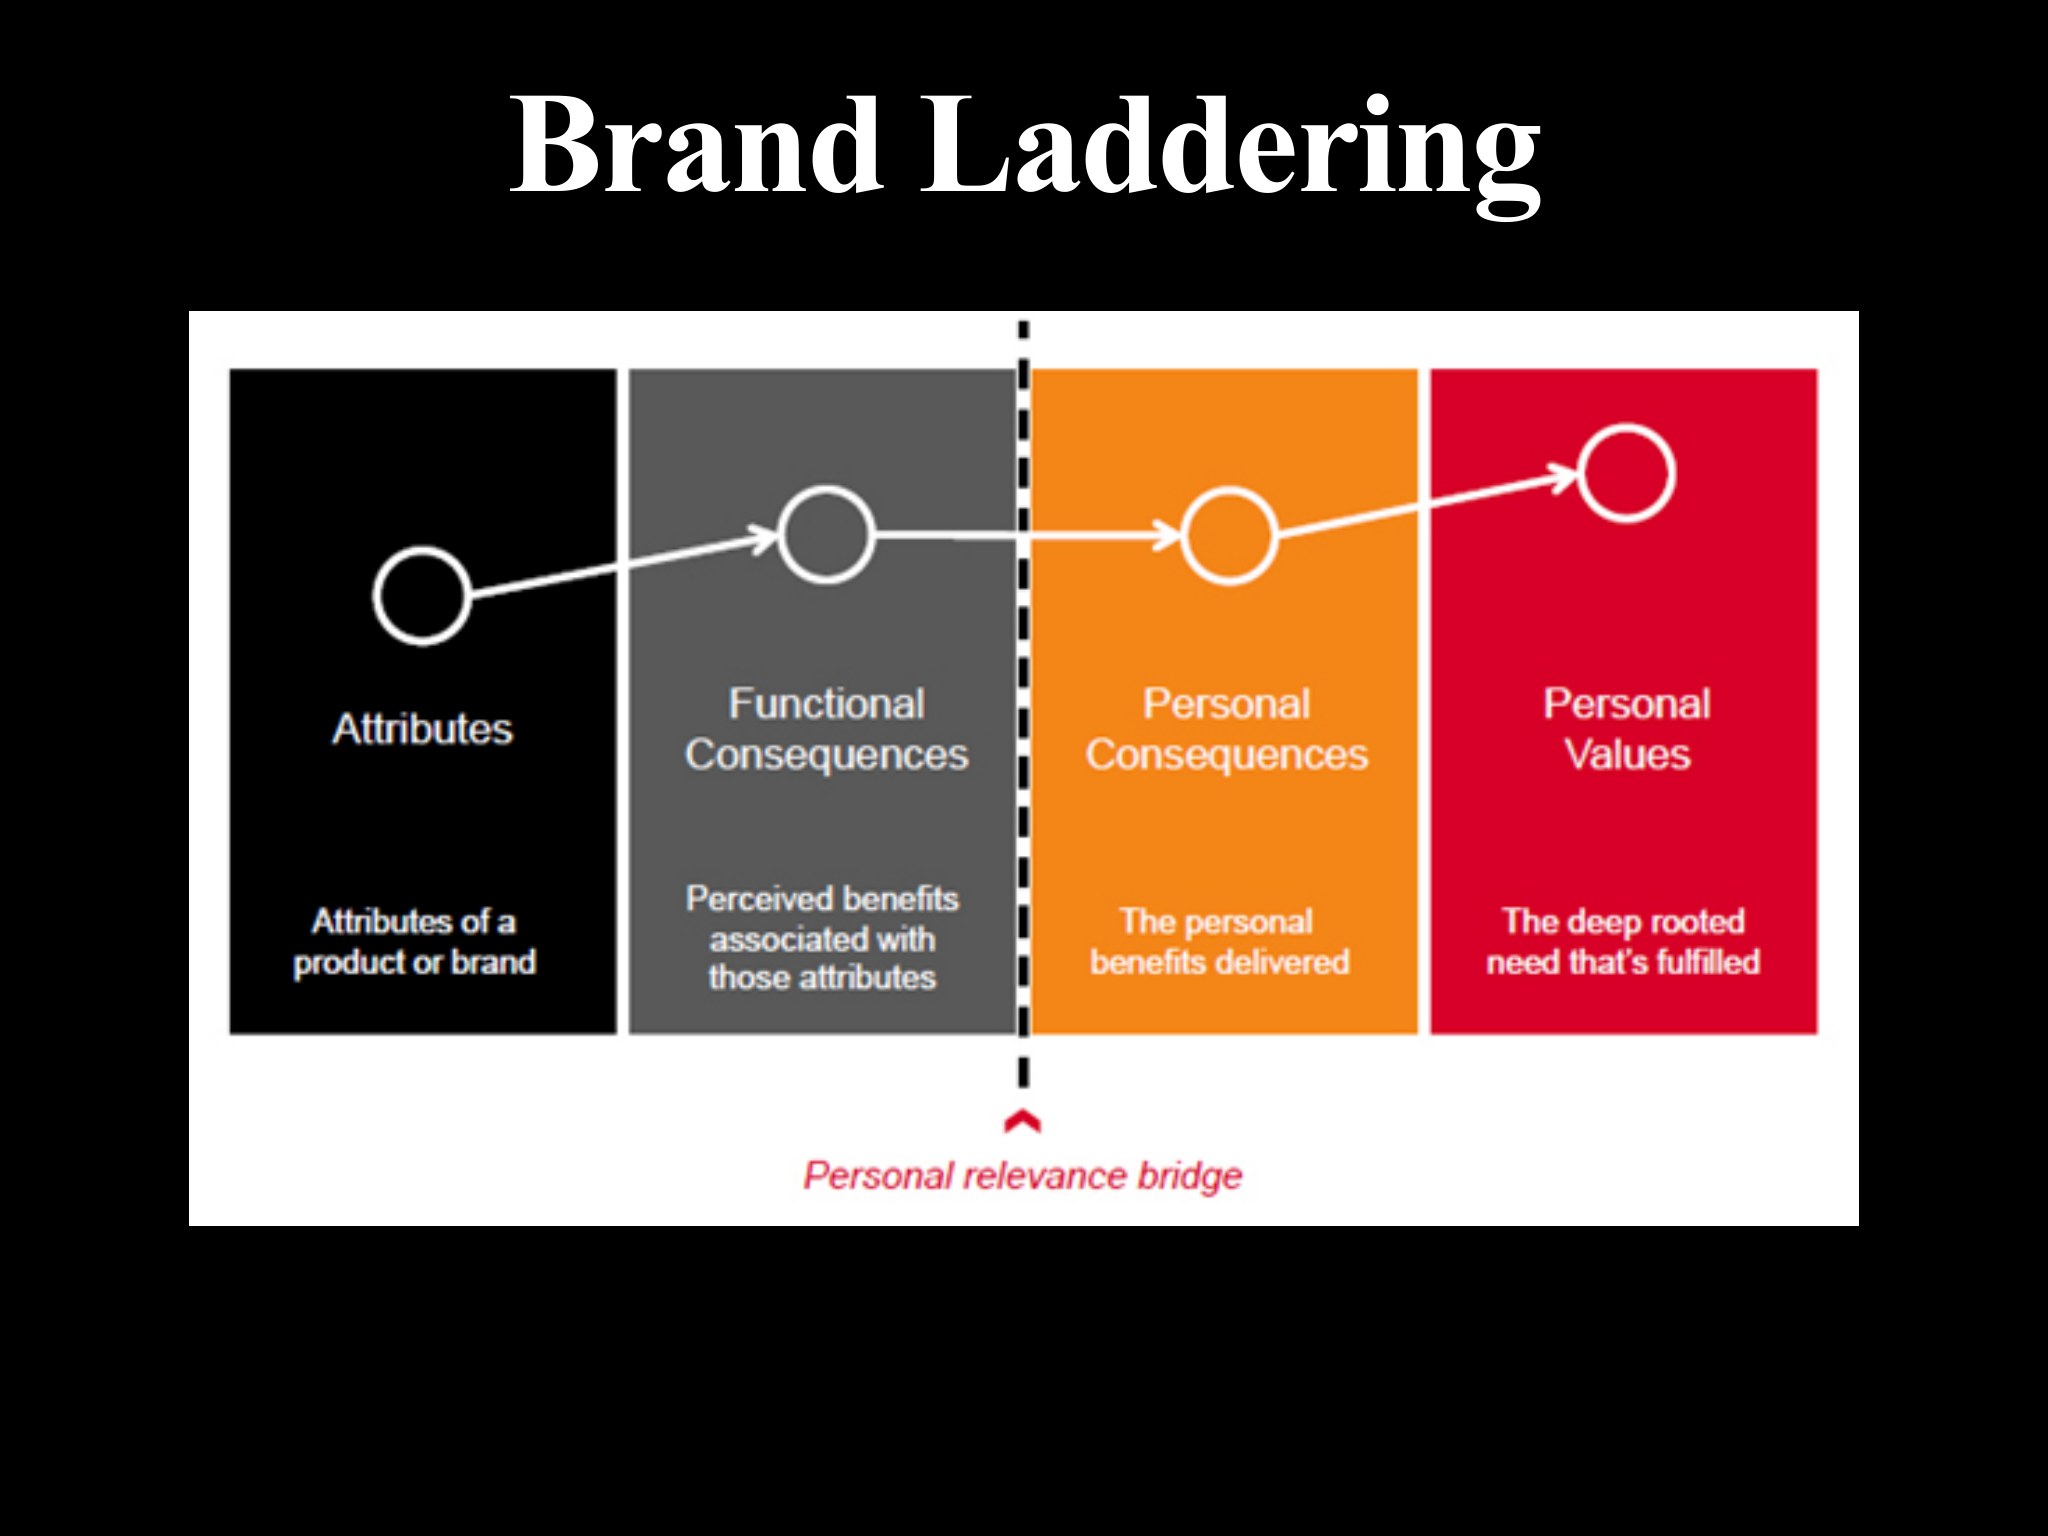 Brand Laddering
Attributes
Attributes of a
product or brand
Functional
Consequences
Perceived benefits
associated with
those attributes
Personal
Consequences
The personal
benefits delivered
Personal
Values
The deep rooted
need that's fulfilled
Personal relevance bridge